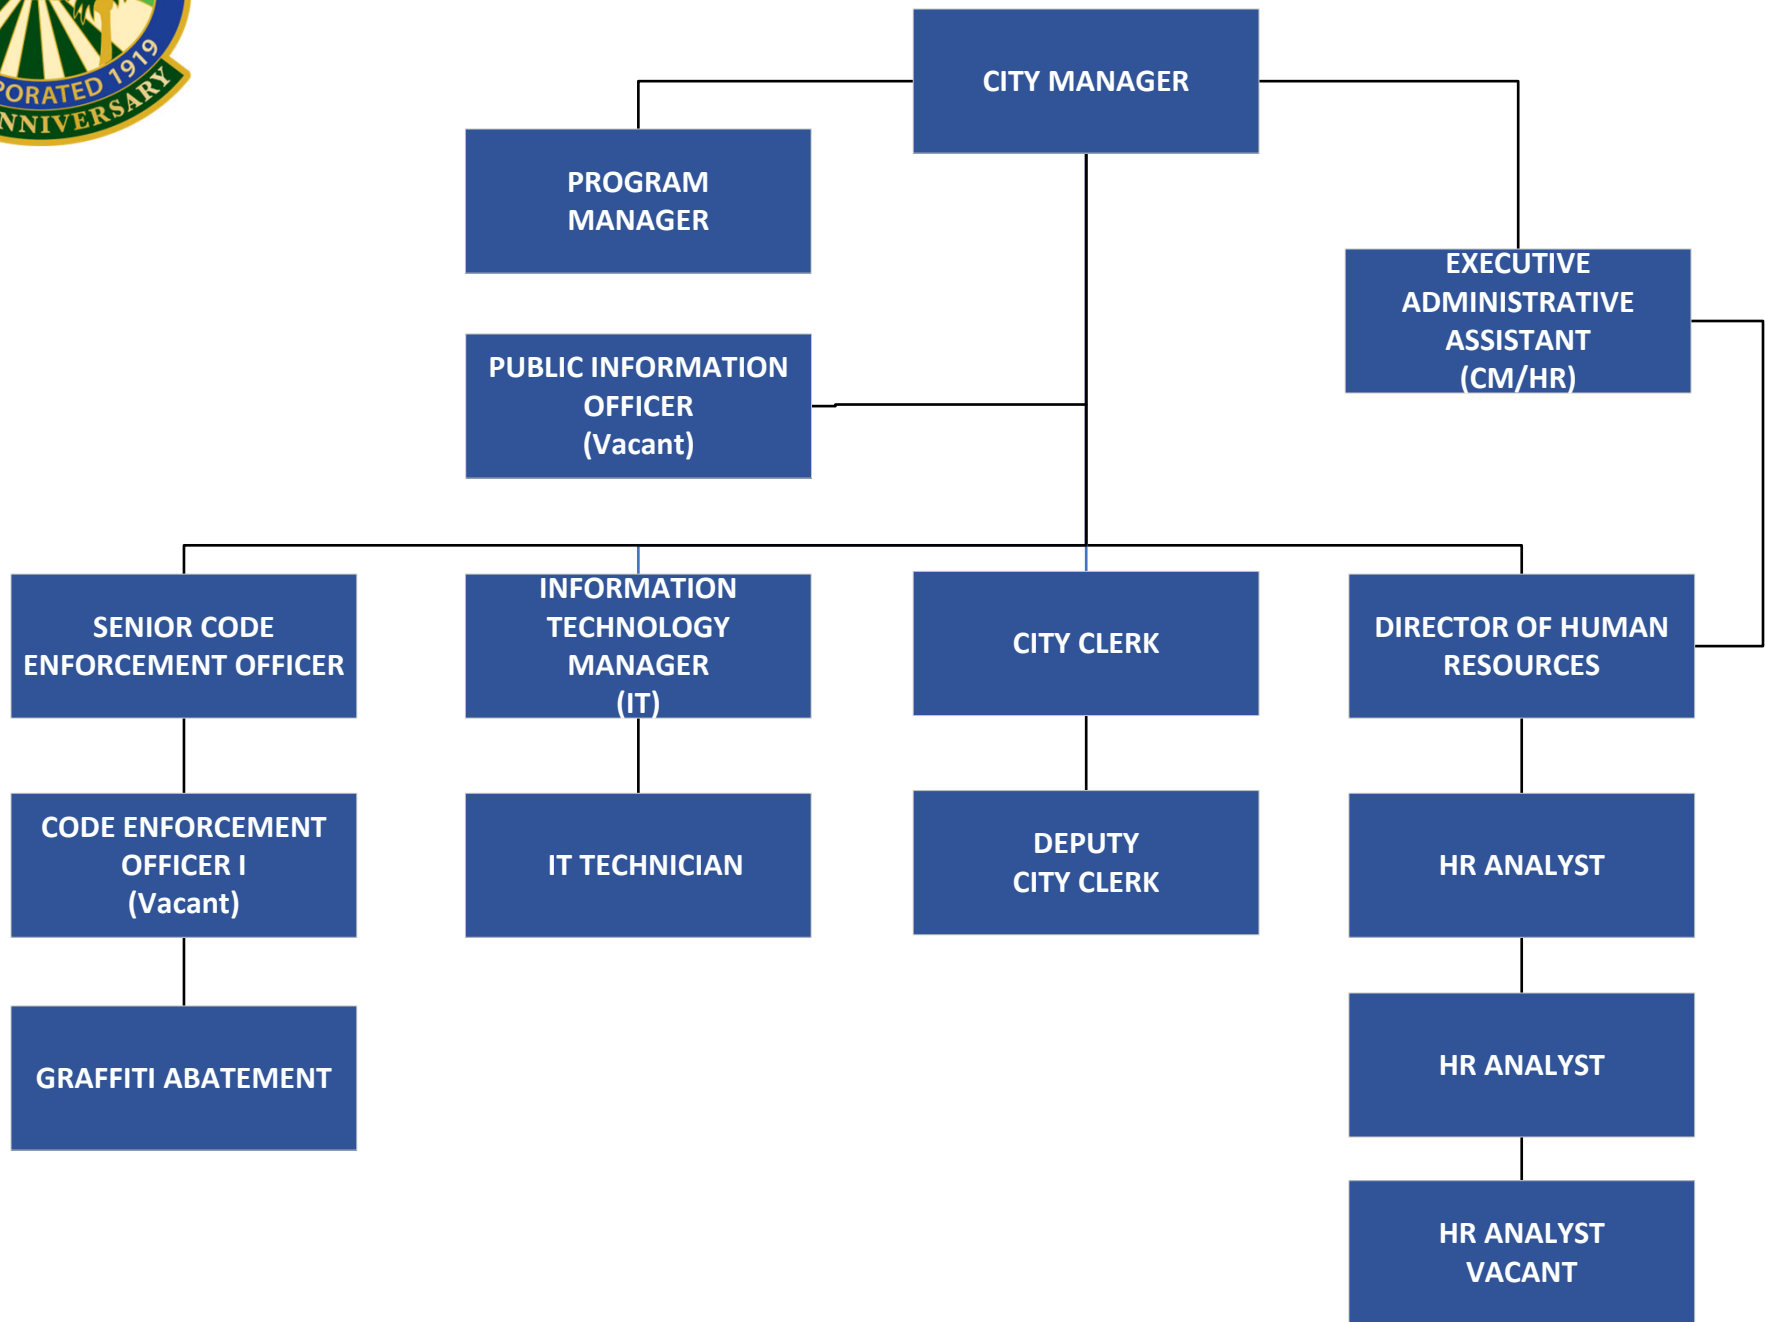 1919
ANNIVERSARY
CITY MANAGER
PROGRAM
MANAGER
EXECUTIVE
ADMINISTRATIVE
ASSISTANT
(CM/HR)
PUBLIC INFORMATION
OFFICER
(Vacant)
SENIOR CODE
ENFORCEMENT OFFICER
INFORMATION
TECHNOLOGY
MANAGER
(IT)
CITY CLERK
DIRECTOR OF HUMAN
RESOURCES
CODE ENFORCEMENT
OFFICER I
(Vacant)
IT TECHNICIAN
DEPUTY
CITY CLERK
HR ANALYST
GRAFFITI ABATEMENT
HR ANALYST
HR ANALYST
VACANT